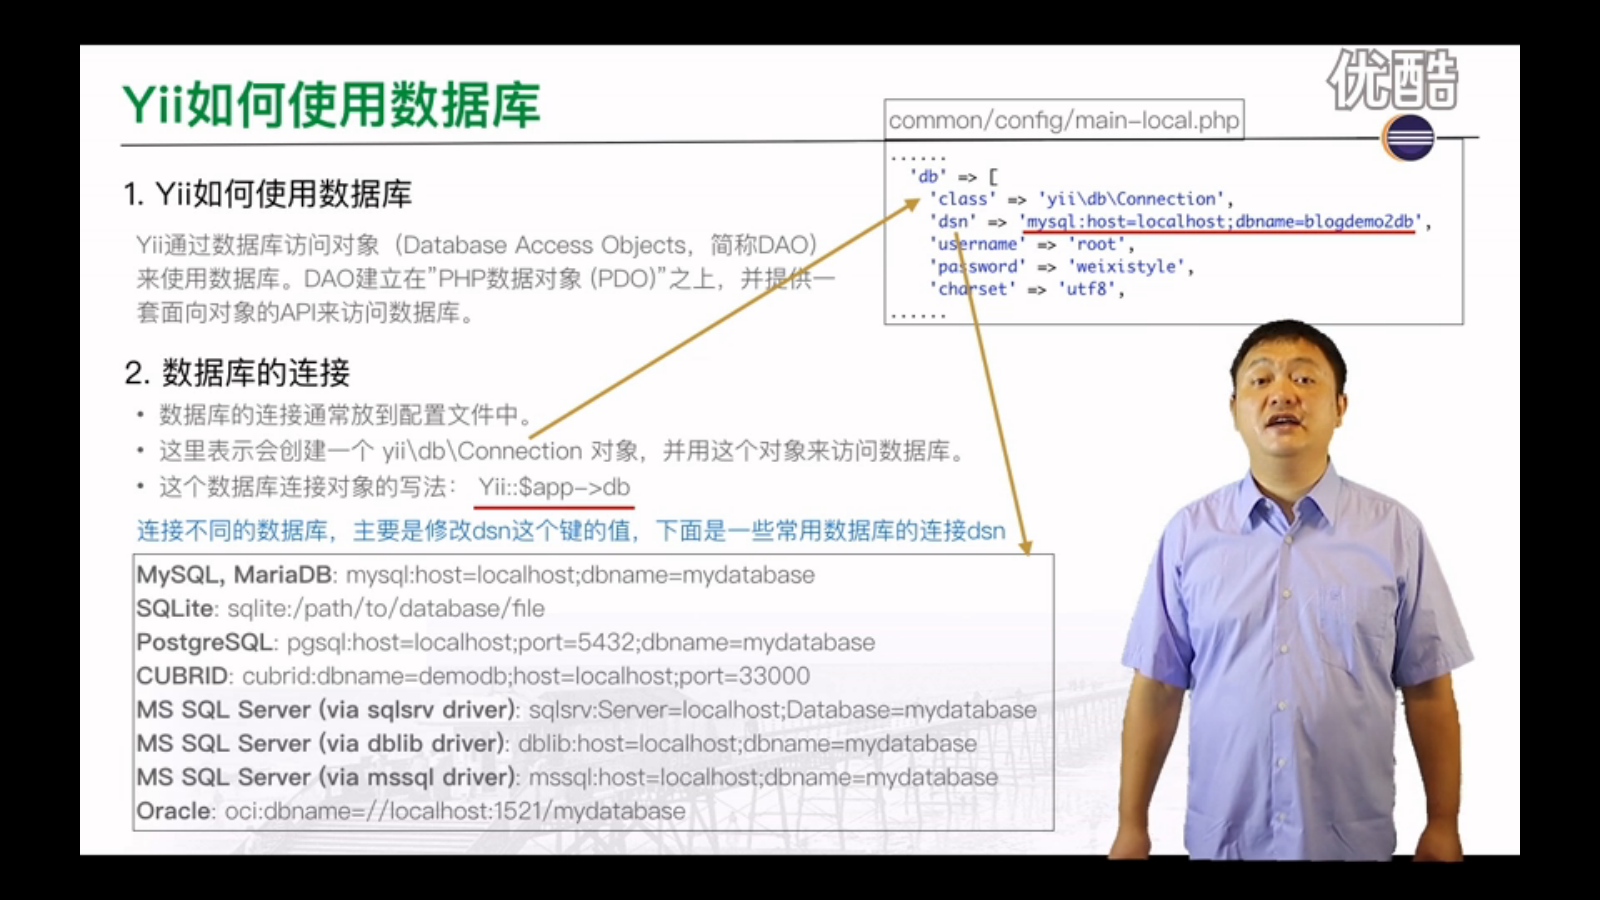 优酷
Yii如何使用数据库
common/config/main-local.php
......
'db' => [
'class' => 'yii\db\Connection',
'dsn' => 'mysql:host=localhost;dbname=blogdemo2db',
'username' => 'root',
'password' => 'weixistyle',
'charset' => 'utf8',
......
1. Yii如何使用数据库
Yii通过数据库访问对象（Database Access Objects，简称DAO）
来使用数据库。DAO建立在”PHP数据对象 (PDO)”之上，并提供一
套面向对象的API来访问数据库。
2. 数据库的连接
• 数据库的连接通常放到配置文件中。
• 这里表示会创建一个 yii\db\Connection 对象，并用这个对象来访问数据库。
• 这个数据库连接对象的写法： Yii::$app->db
连接不同的数据库，主要是修改dsn这个键的值，下面是一些常用数据库的连接dsn
MySQL, MariaDB: mysql:host=localhost;dbname=mydatabase
SQLite: sqlite:/path/to/database/file
PostgreSQL: pgsql:host=localhost;port=5432;dbname=mydatabase
CUBRID: cubrid:dbname=demodb;host=localhost;port=33000
MS SQL Server (via sqlsrv driver): sqlsrv:Server=localhost;Database=mydatabase
MS SQL Server (via dblib driver): dblib:host=localhost;dbname=mydatabase
MS SQL Server (via mssql driver): mssql:host=localhost;dbname=mydatabase
Oracle: oci:dbname=//localhost:1521/mydatabase